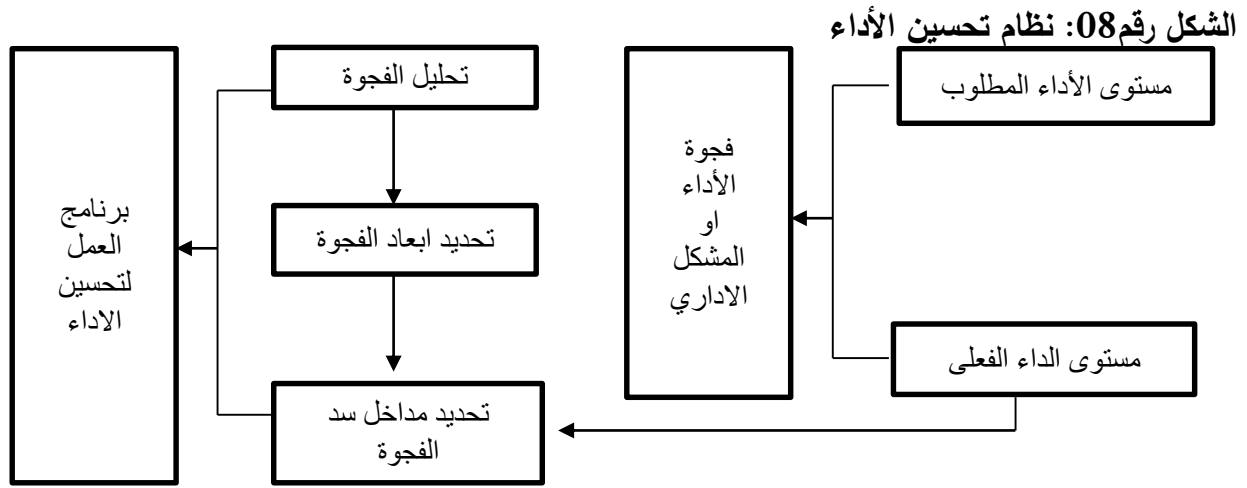 الشكل رقم08: نظام تحسين الأداء
مستوى الأداء المطلوب
مستوى الداء الفعلى
فجوة
الأداء
او
المشكل
الاداري
تحليل الفجوة
تحديد ابعاد الفجوة
تحديد مداخل سد
الفجوة
برنامج
العمل
لتحسين
الاداء